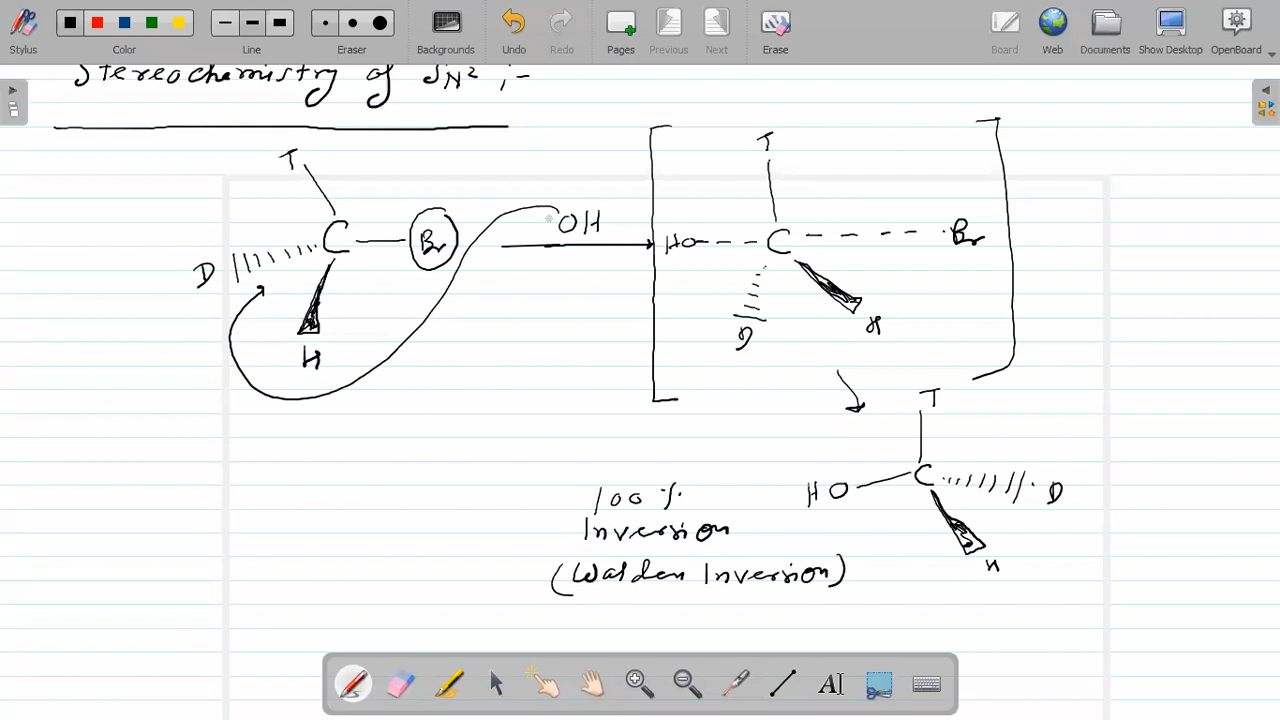 Stylus
Color
Line
Eraser
Backgrounds
Undo
Redo
Pages
Previous
Next
Erase
Board
Web
Documents
Show Desktop
OpenBoard
Stereochemistry of SN2 :-
T
C
Br
D
H
OH
T
HO
C
Br
D
H
T
HO
C
D
H
100 %
Inversion
(Walden Inversion)